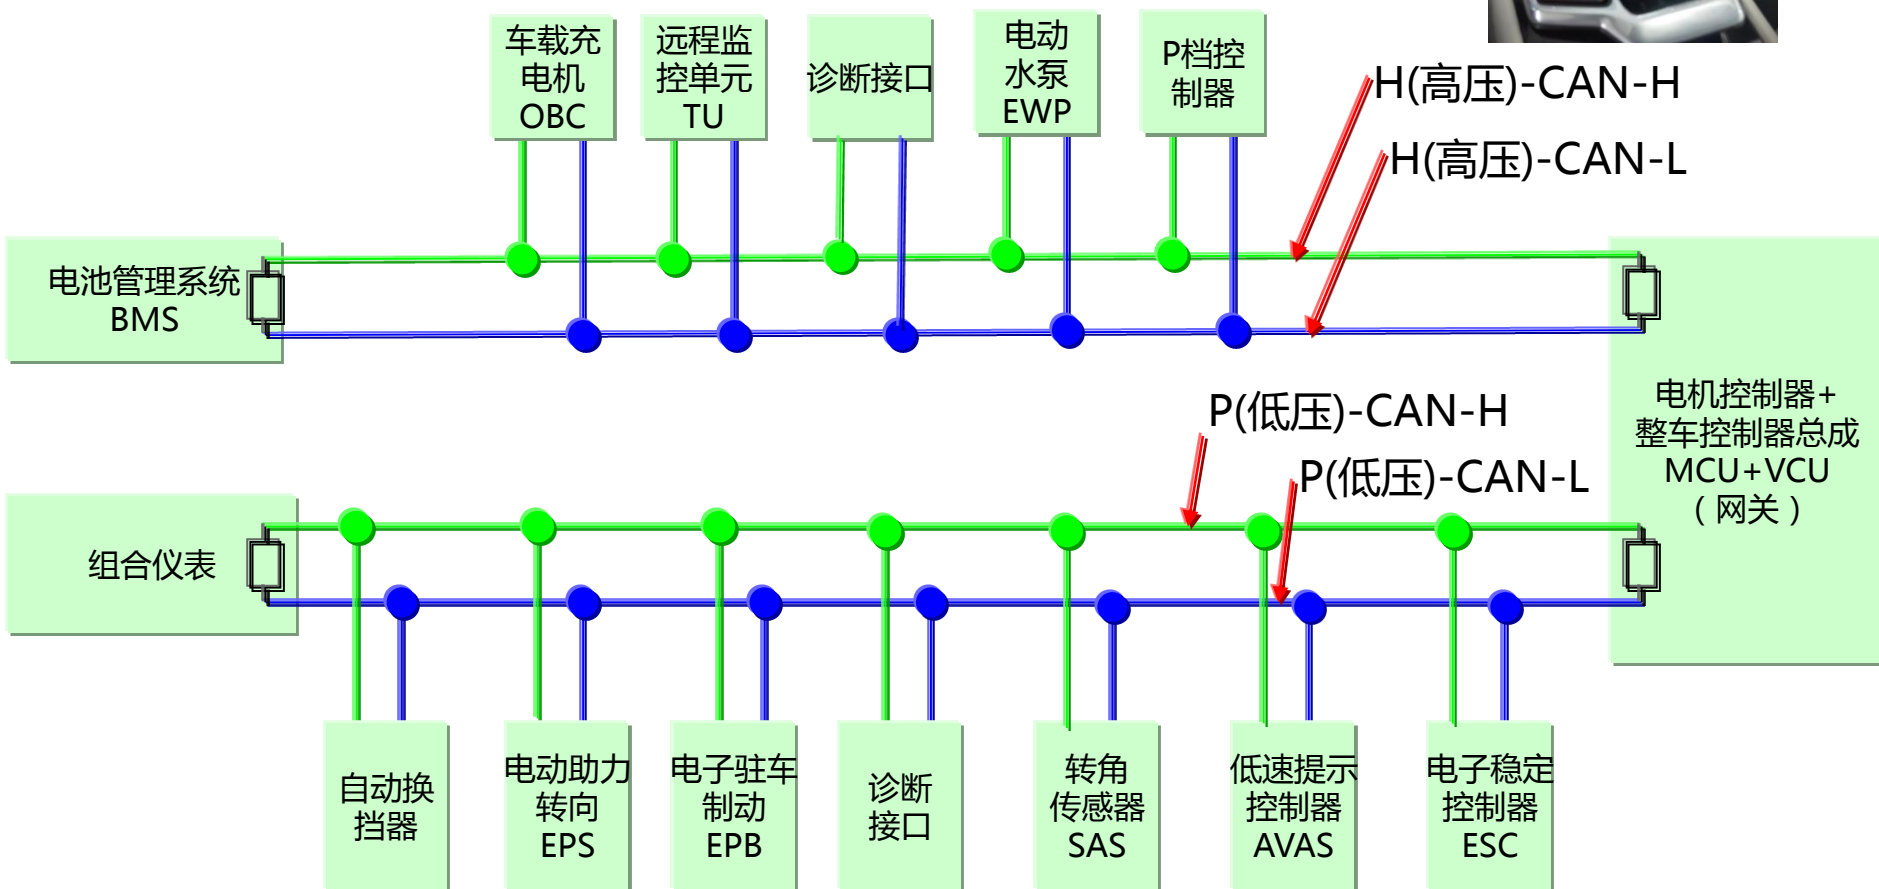 车载充
电机
OBC
远程监
控单元
TU
诊断接口
电动
水泵
EWP
P档控
制器
H(高压)-CAN-H
H(高压)-CAN-L
电池管理系统
BMS
电机控制器+
整车控制器总成
MCU+VCU
（网关）
P(低压)-CAN-H
P(低压)-CAN-L
组合仪表
自动换
挡器
电动助力
转向
EPS
电子驻车
制动
EPB
诊断
接口
转角
传感器
SAS
低速提示
控制器
AVAS
电子稳定
控制器
ESC